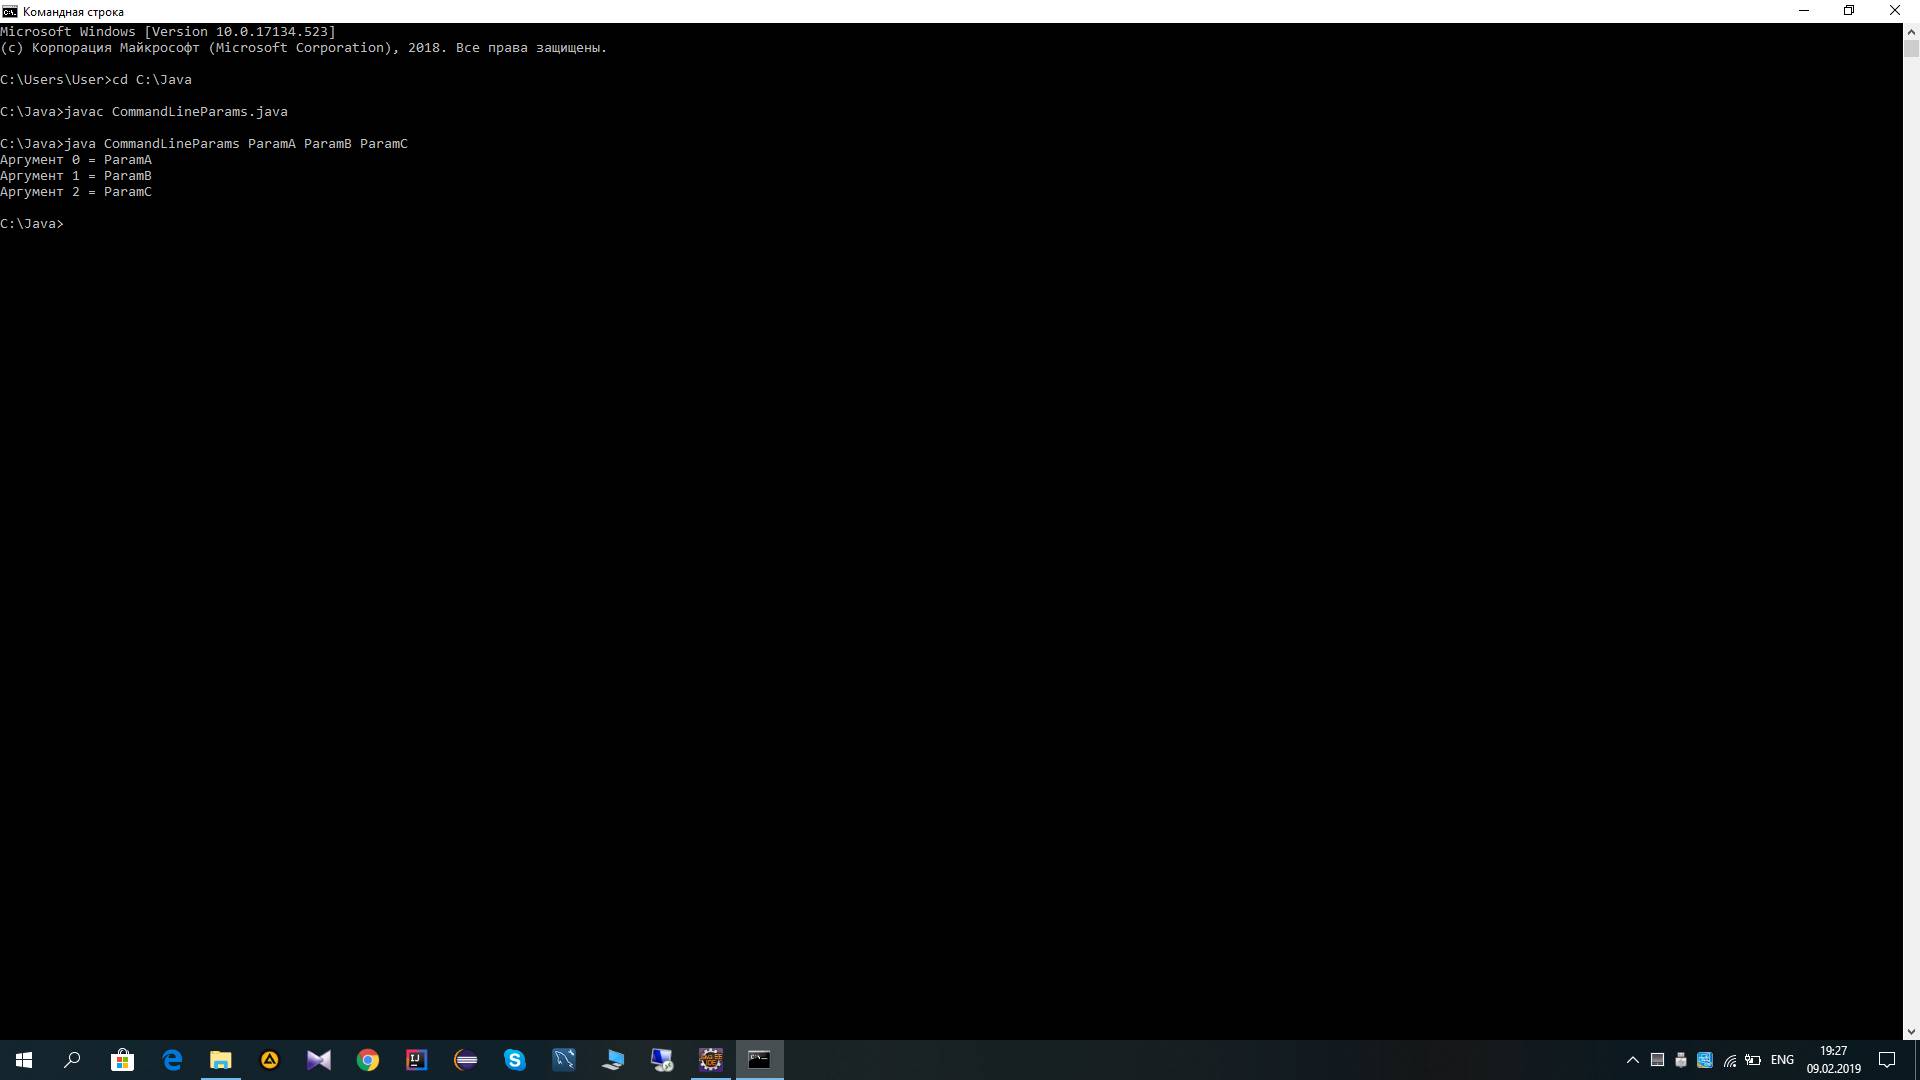 Командная строка
Microsoft Windows [Version 10.0.17134.523]
(c) Корпорация Майкрософт (Microsoft Corporation), 2018. Все права защищены.
C:\Users\User>cd C:\Java
C:\Java>javac CommandLineParams.java
C:\Java>java CommandLineParams ParamA ParamB ParamC
Аргумент 0 = ParamA
Аргумент 1 = ParamB
Аргумент 2 = ParamC
C:\Java>
ENG
19:27
09.02.2019